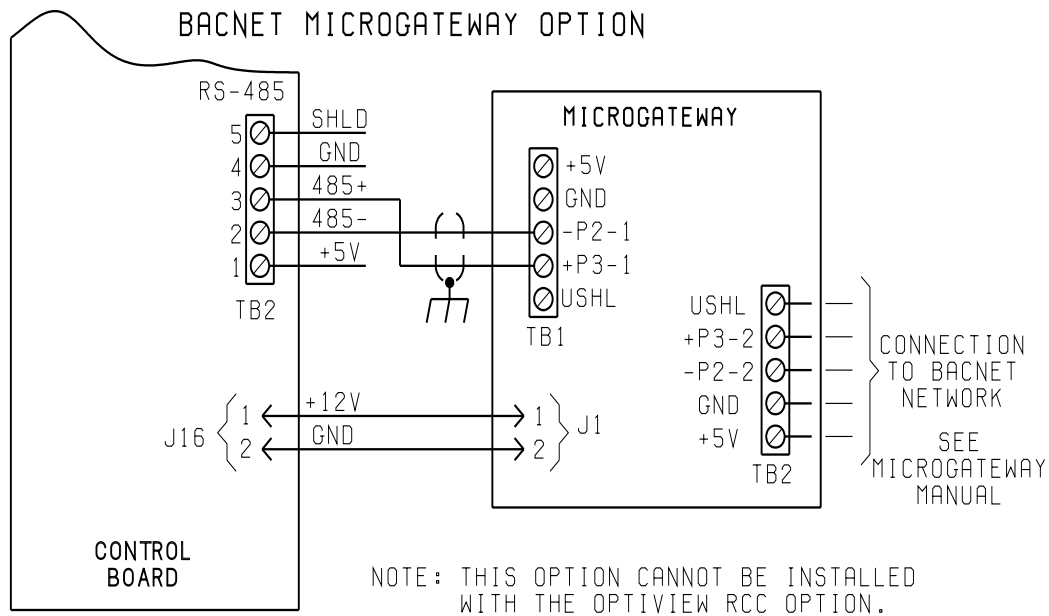 BACNET MICROGATEWAY OPTION
RS-485
5 SHLD
4 GND
3 485+
2 485-
1 +5V
TB2
MICROGATEWAY
+5V
GND
-P2-1
+P3-1
USHL
TB1
USHL
+P3-2
-P2-2
GND
+5V
TB2
CONNECTION
TO BACNET
NETWORK
SEE
MICROGATEWAY
MANUAL
J16
1 +12V 1
2 GND 2
J1
CONTROL
BOARD
NOTE: THIS OPTION CANNOT BE INSTALLED
WITH THE OPTIVIEW RCC OPTION.